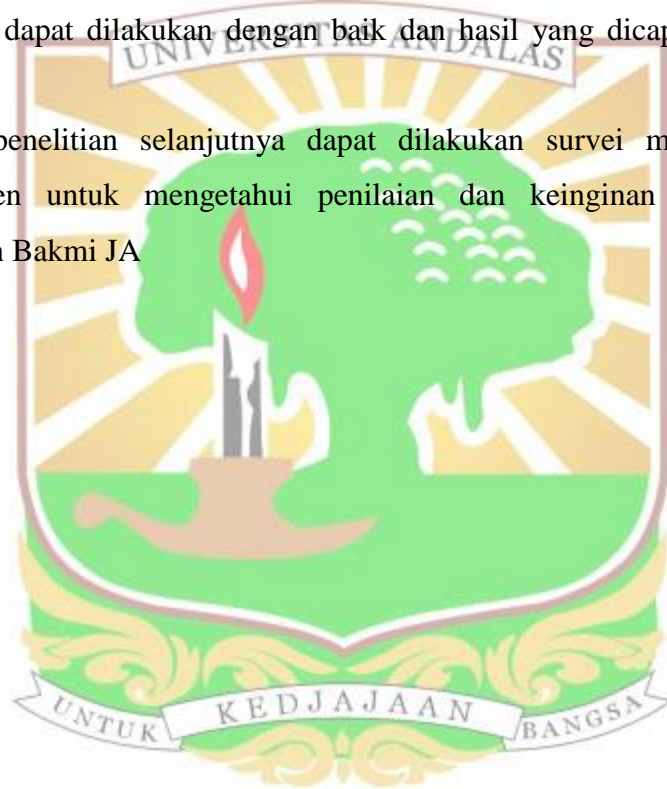 dapat dilakukan dengan baik dan hasil yang dicap
UNIVERSITAS ANDALAS
penelitian selanjutnya dapat dilakukan survei m
en untuk mengetahui penilaian dan keinginan
Bakmi JA
UNTUK KEDJAJAAN BANGSA